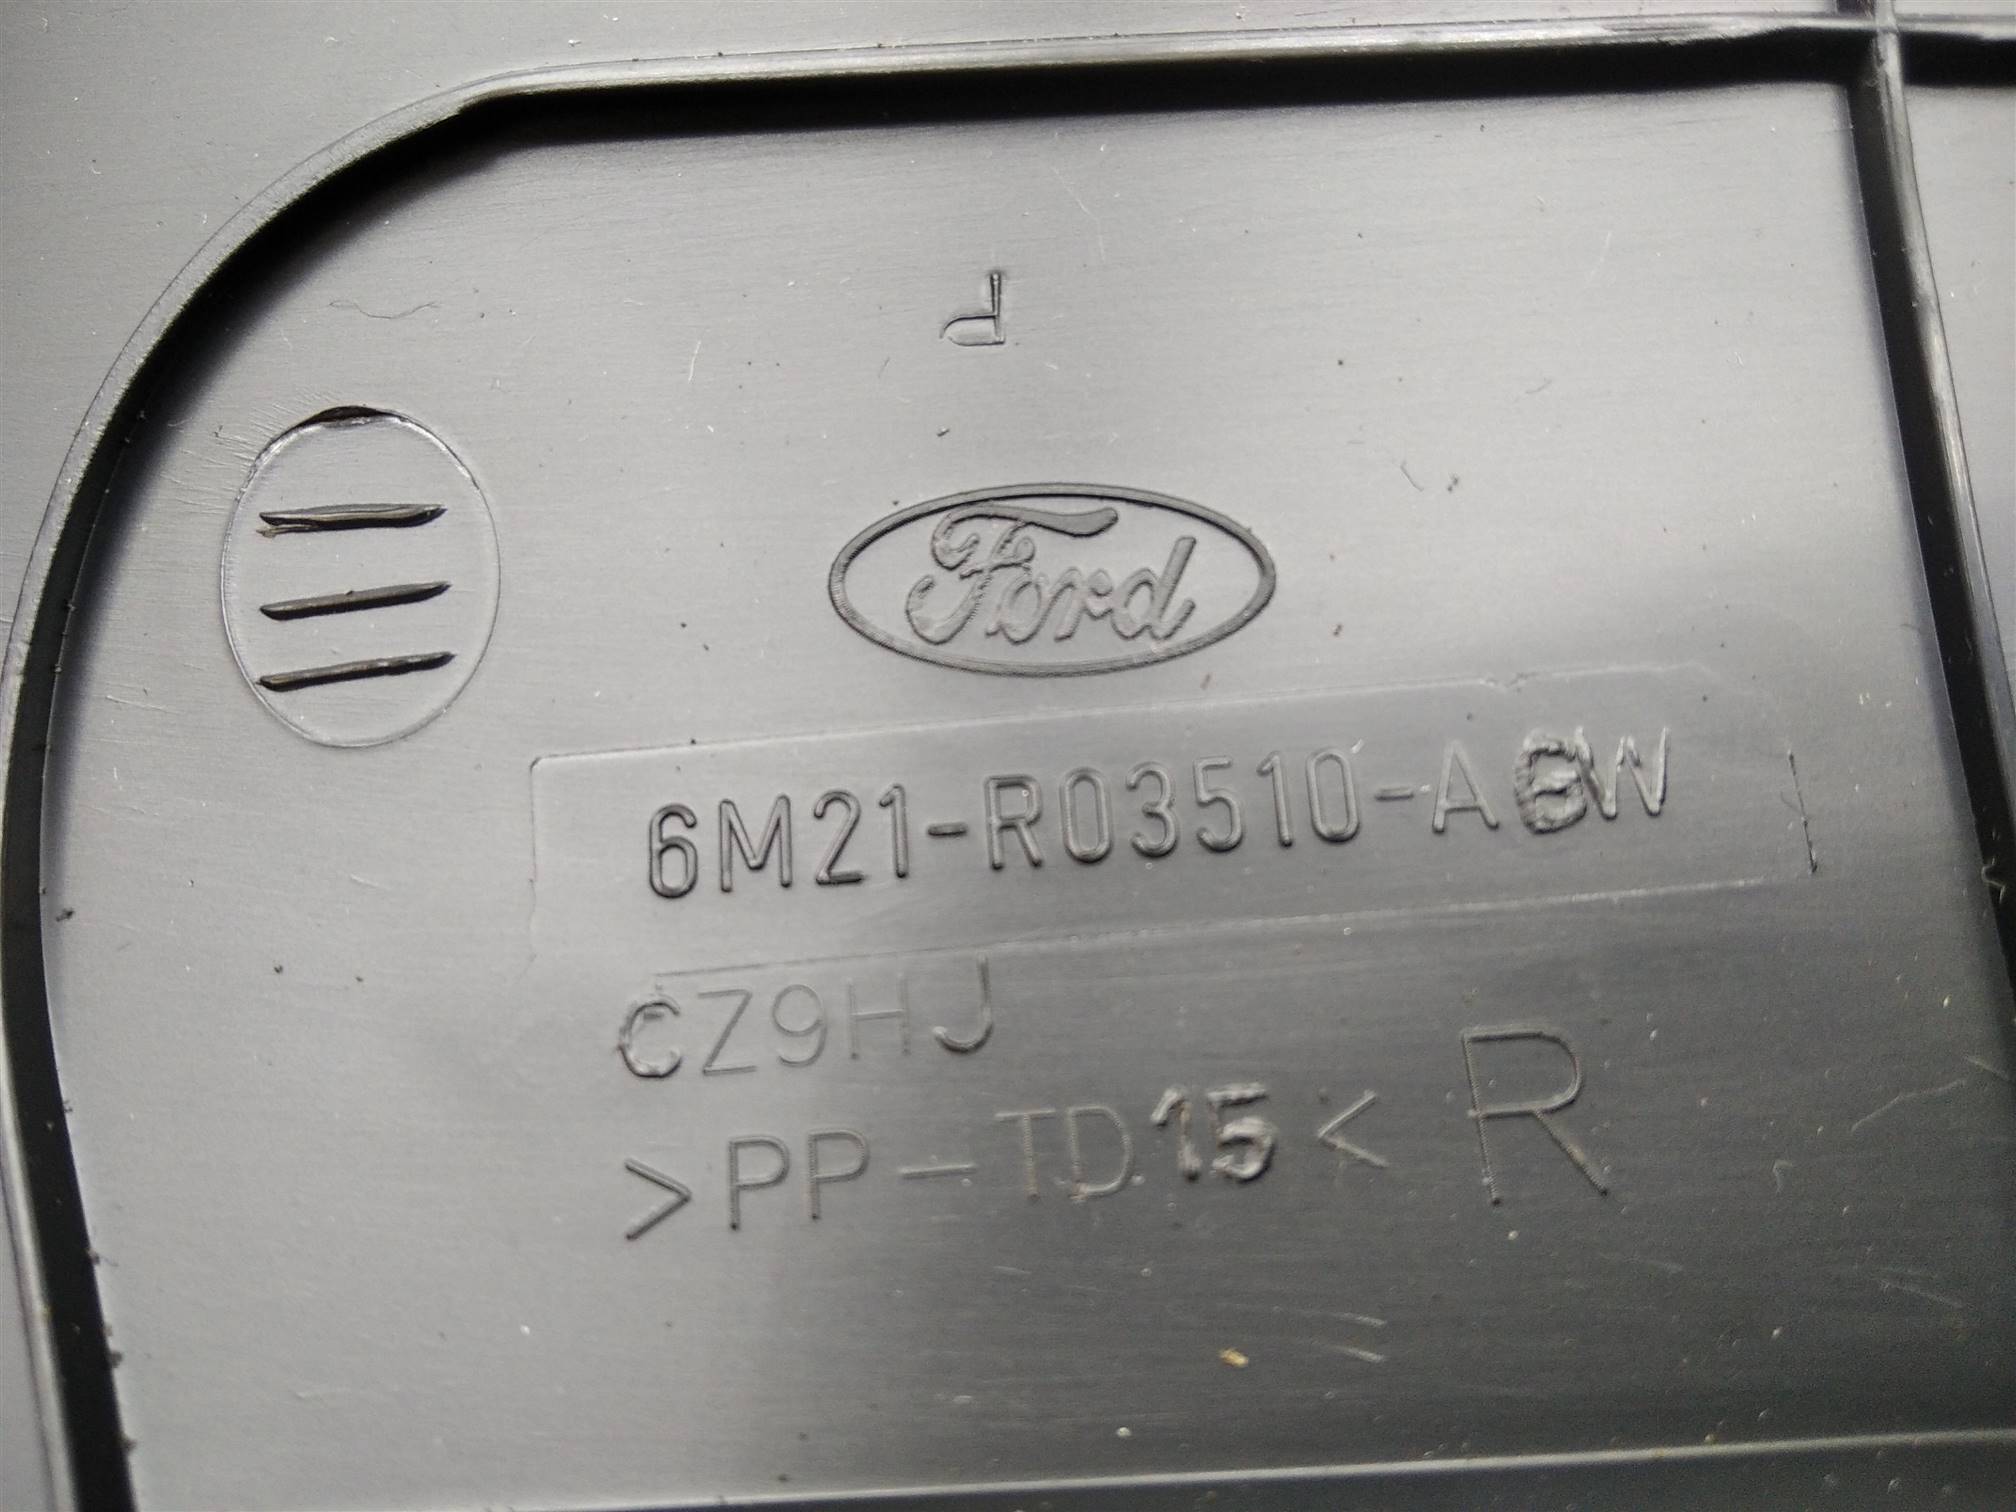 P
Ford
6M21-R03510-A W
CZ9HJ
>PP-TD15< R